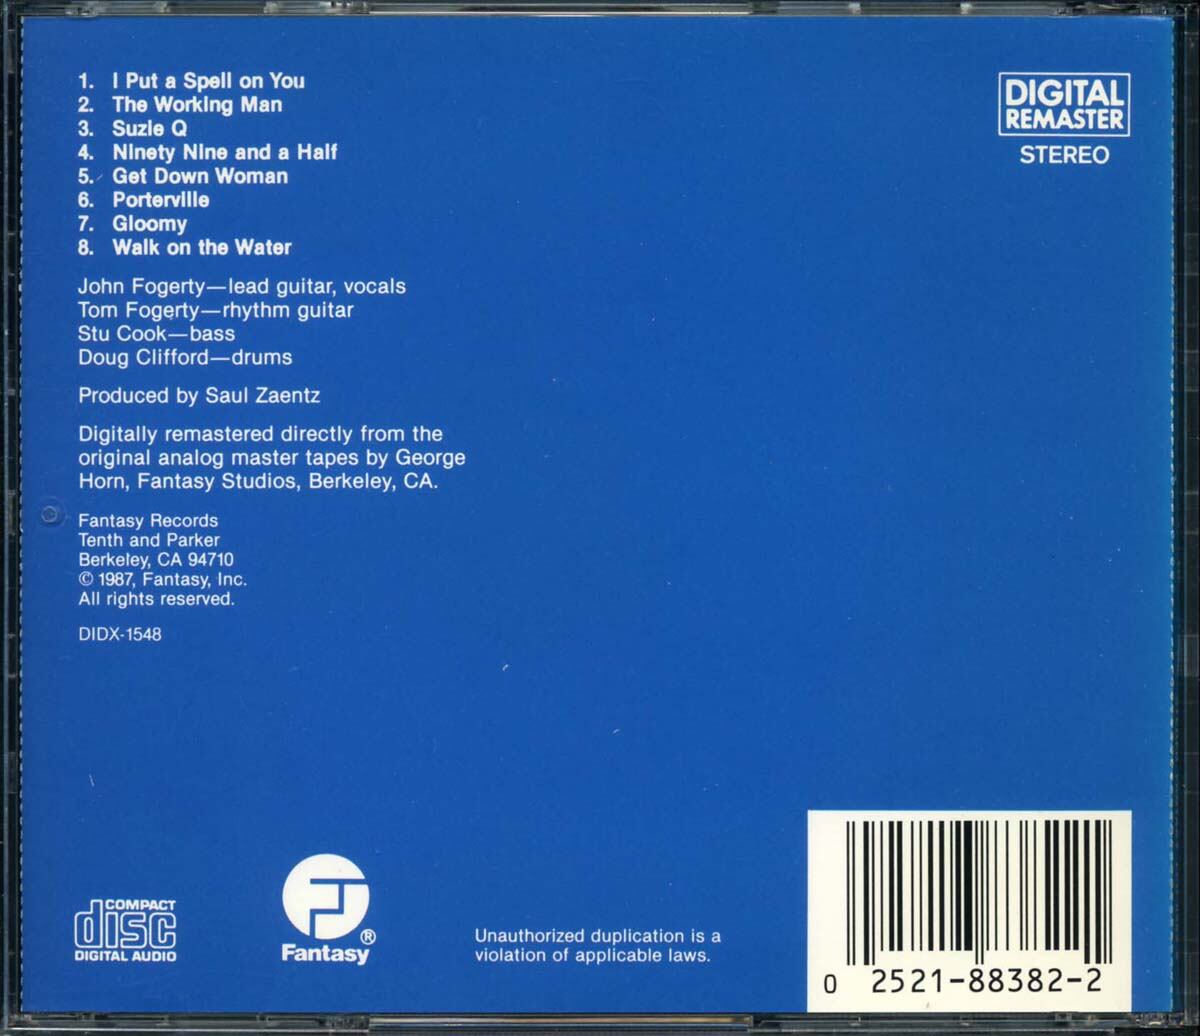 1. I Put a Spell on You
2. The Working Man
3. Suzie Q
4. Ninety Nine and a Half
5. Get Down Woman
6. Porterville
7. Gloomy
8. Walk on the Water
John Fogerty—lead guitar, vocals
Tom Fogerty—rhythm guitar
Stu Cook—bass
Doug Clifford—drums
Produced by Saul Zaentz
Digitally remastered directly from the
original analog master tapes by George
Horn, Fantasy Studios, Berkeley, CA.
Fantasy Records
Tenth and Parker
Berkeley, CA 94710
© 1987, Fantasy, Inc.
All rights reserved.
DIDX-1548
DIGITAL
REMASTER
STEREO
COMPACT
disc
DIGITAL AUDIO
Fantasy®
Unauthorized duplication is a
violation of applicable laws.
0 2521-88382-2